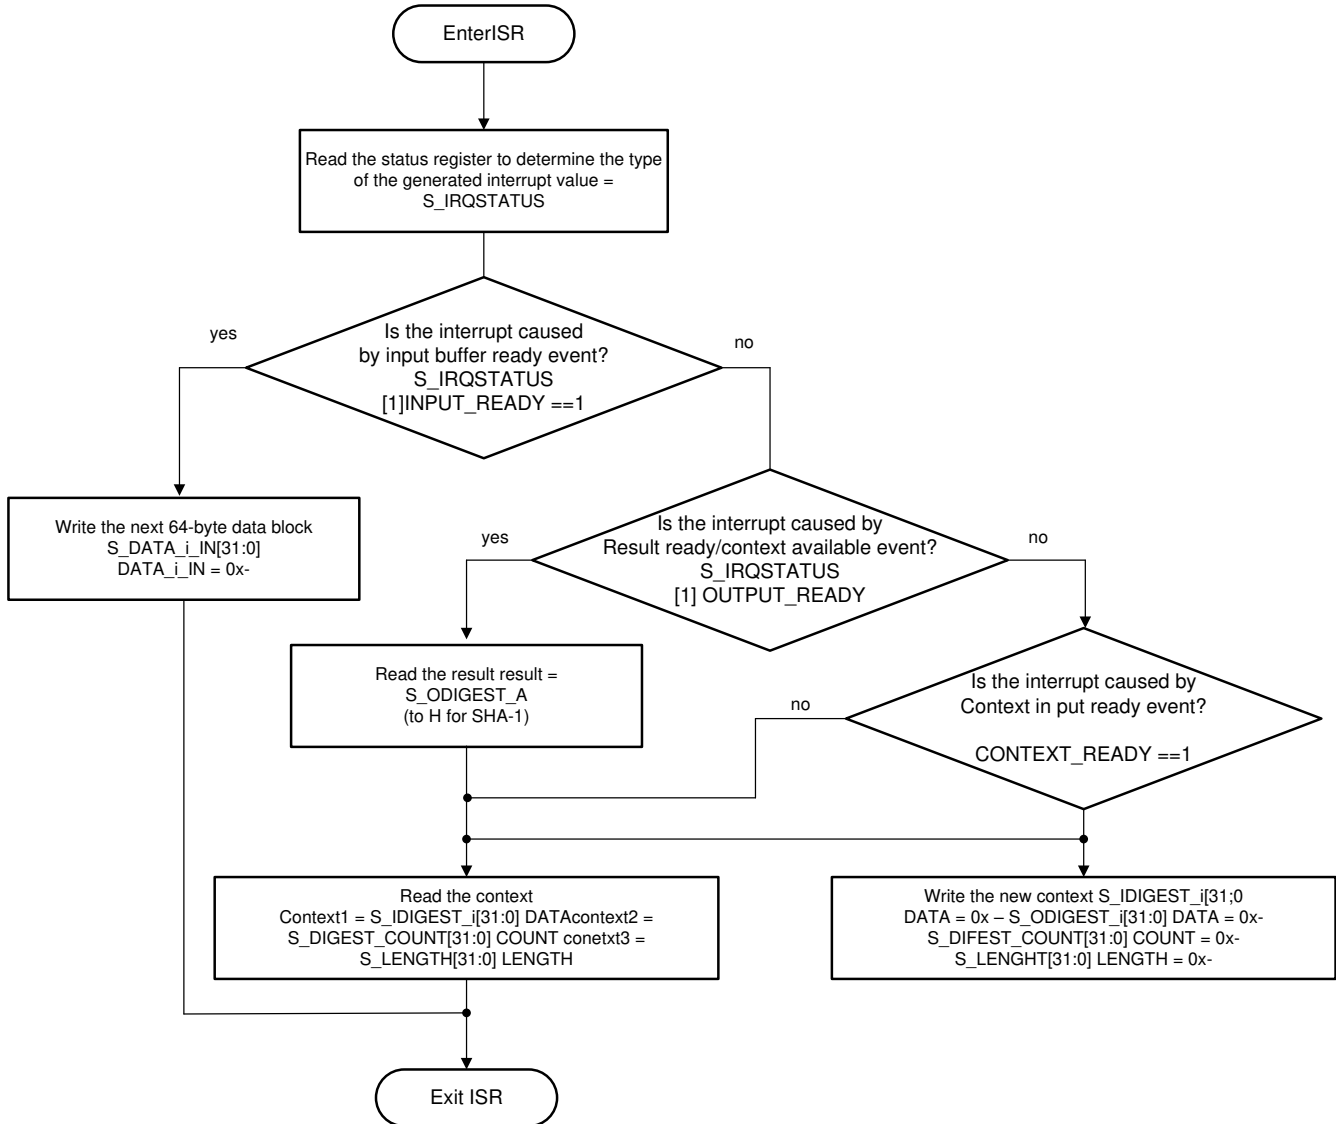 EnterISR
Read the status register to determine the type
of the generated interrupt value =
S_IRQSTATUS
yes
Is the interrupt caused
by input buffer ready event?
S_IRQSTATUS
[1]INPUT_READY ==1
no
Write the next 64-byte data block
S_DATA_i_IN[31:0]
DATA_i_IN = 0x-
yes
Is the interrupt caused by
Result ready/context available event?
S_IRQSTATUS
[1] OUTPUT_READY
no
Read the result result =
S_ODIGEST_A
(to H for SHA-1)
no
Is the interrupt caused by
Context in put ready event?
CONTEXT_READY ==1
Read the context
Context1 = S_IDIGEST_i[31:0] DATAcontext2 =
S_DIGEST_COUNT[31:0] COUNT conetxt3 =
S_LENGTH[31:0] LENGTH
Write the new context S_IDIGEST_i[31;0
DATA = 0x – S_ODIGEST_i[31:0] DATA = 0x-
S_DIFEST_COUNT[31:0] COUNT = 0x-
S_LENGHT[31:0] LENGTH = 0x-
Exit ISR